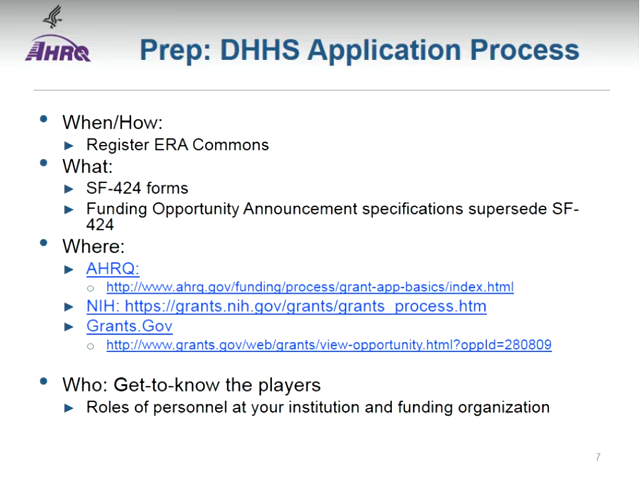 AHRQ
Prep: DHHS Application Process
When/How:
Register ERA Commons
What:
SF-424 forms
Funding Opportunity Announcement specifications supersede SF-
424
Where:
AHRQ:
http://www.ahrq.gov/funding/process/grant-app-basics/index.html
NIH: https://grants.nih.gov/grants/grants_process.htm
Grants.Gov
http://www.grants.gov/web/grants/view-opportunity.html?oppId=280809
Who: Get-to-know the players
Roles of personnel at your institution and funding organization
7